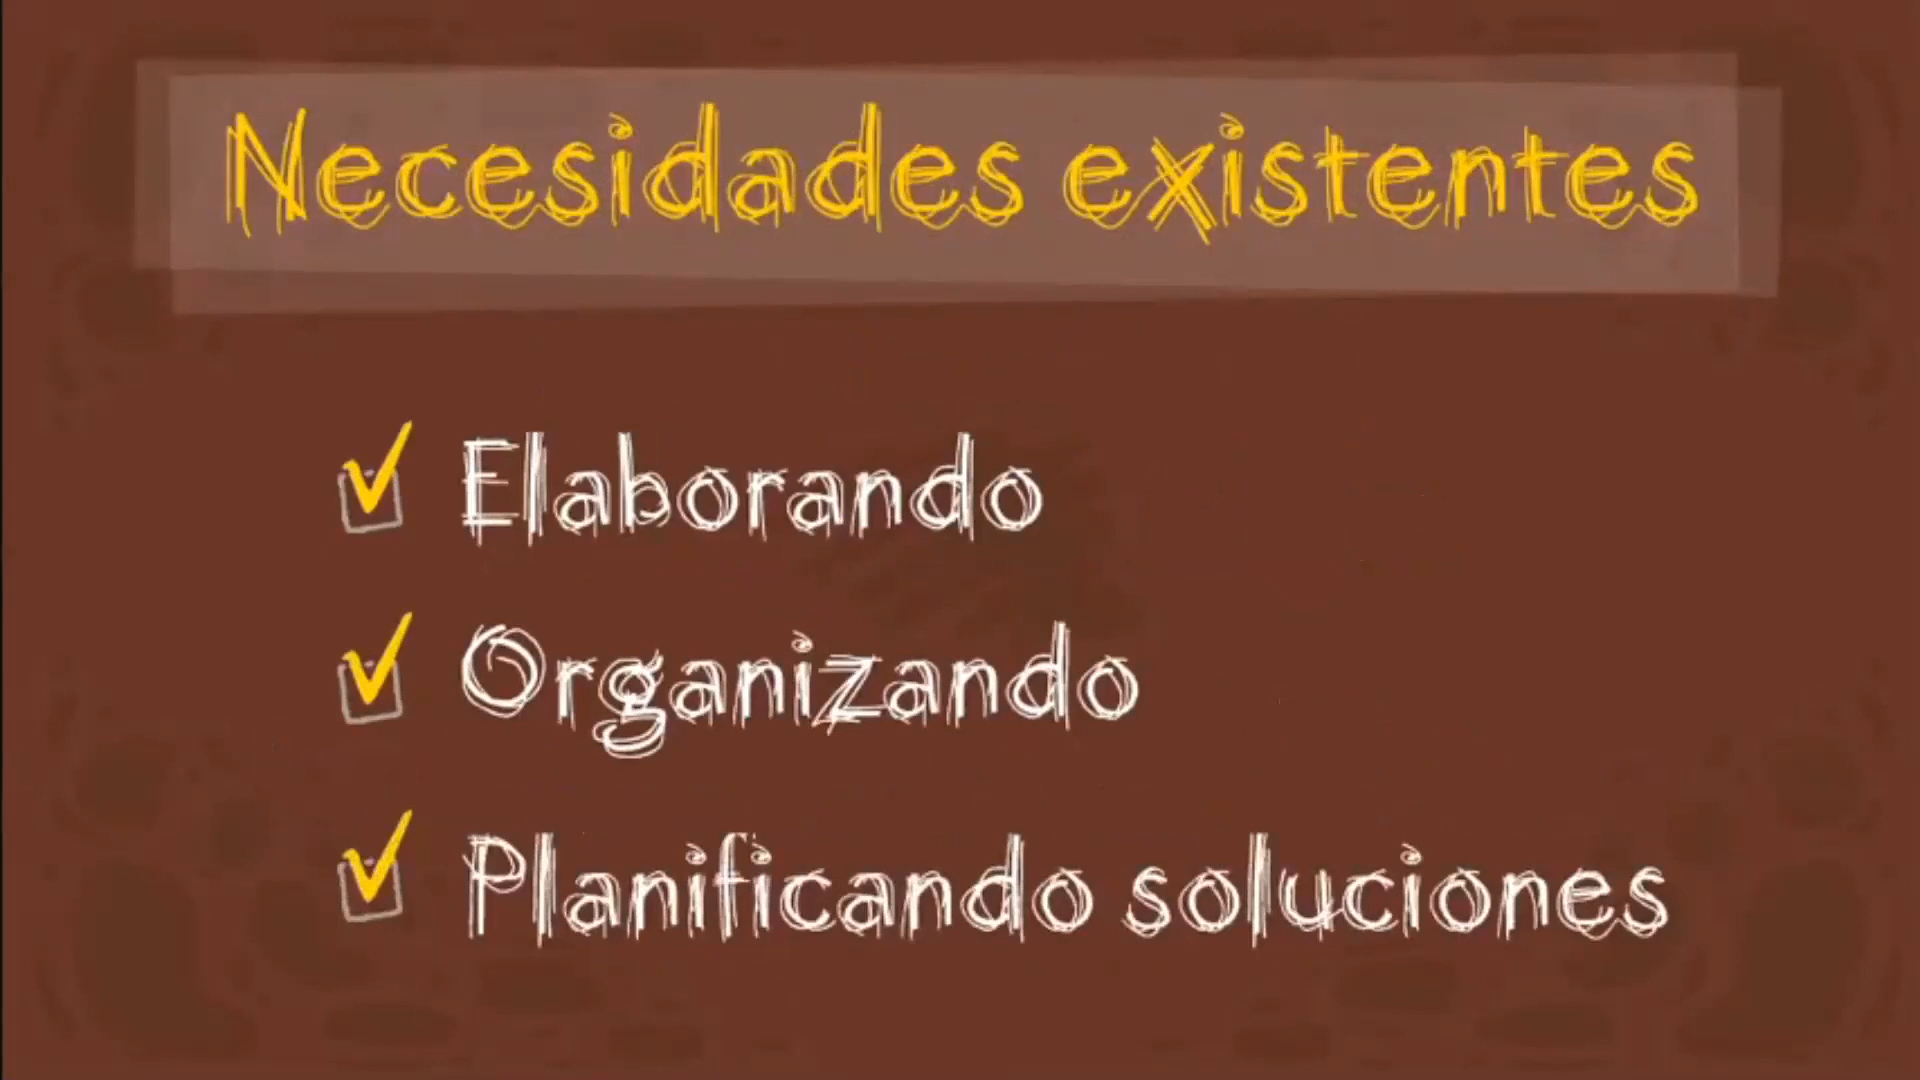 Necesidades existentes
Elaborando
Organizando
Planificando soluciones